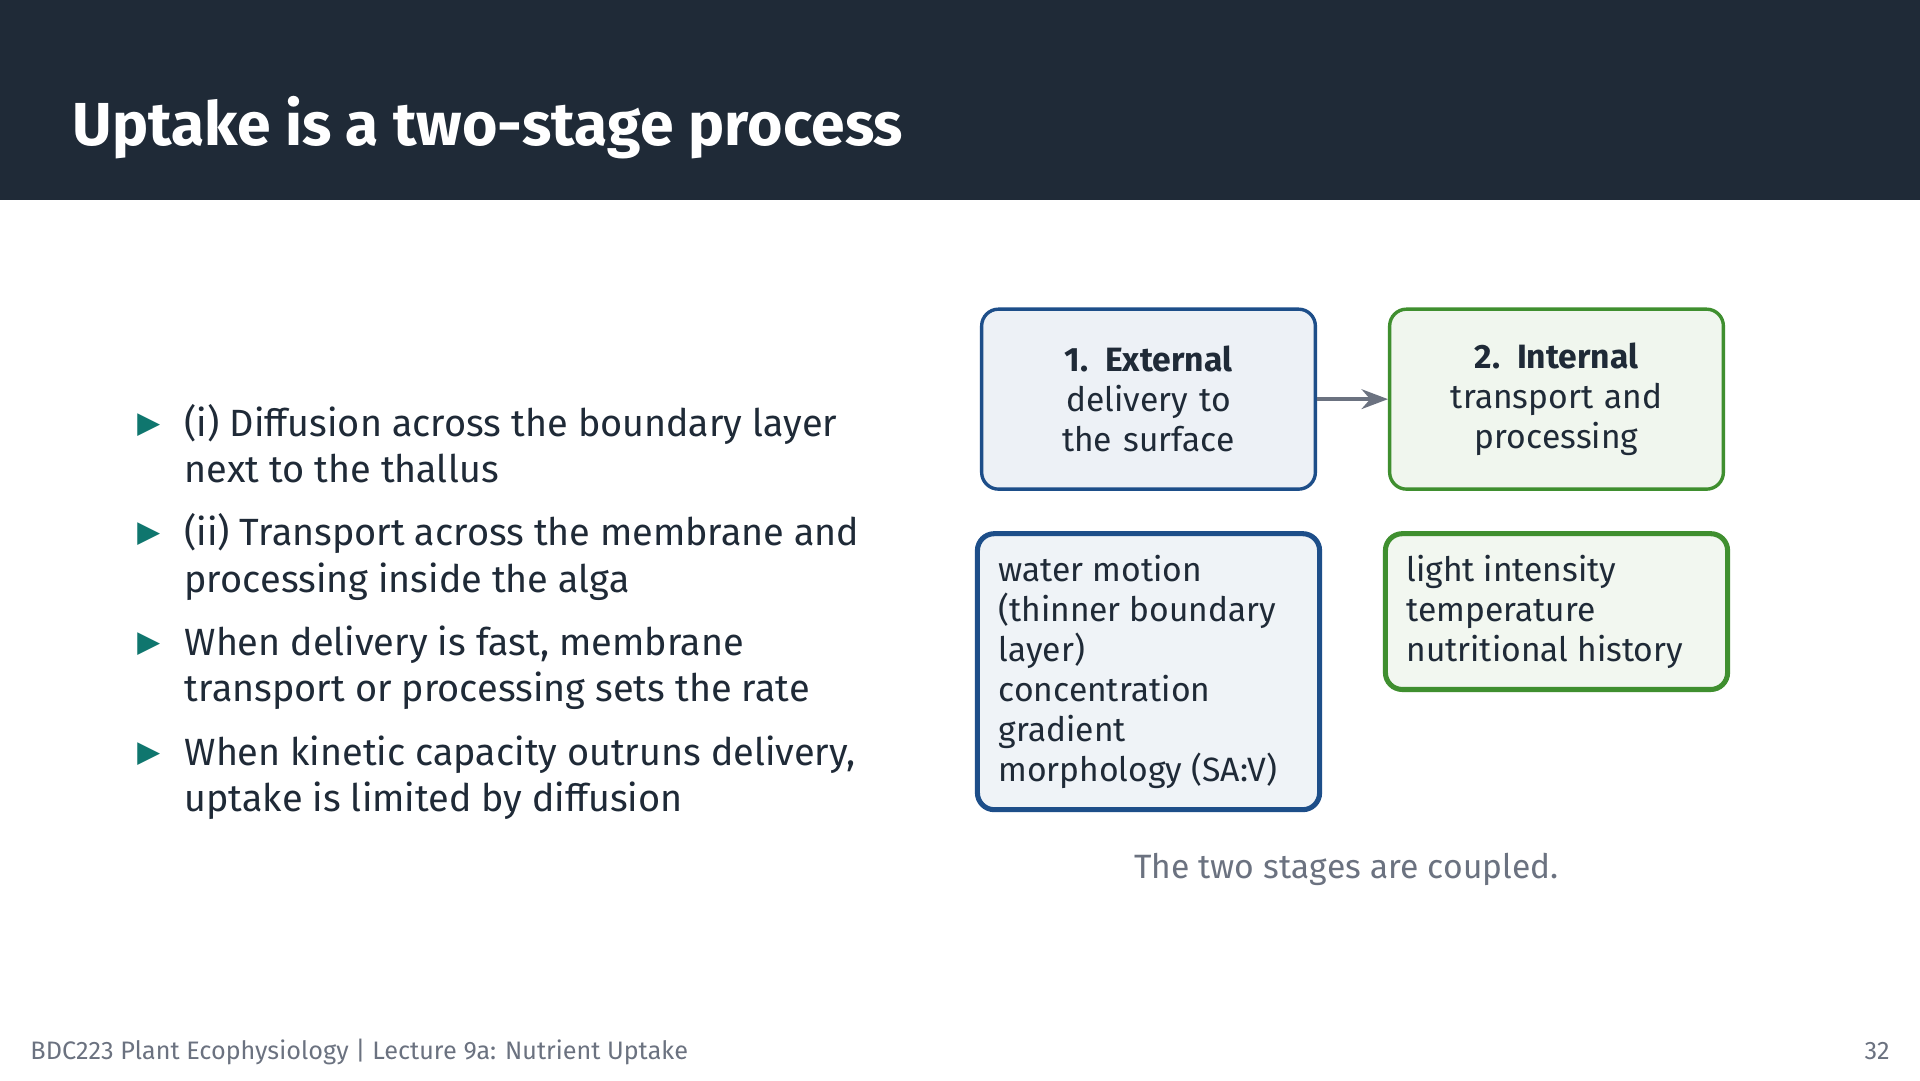 Uptake is a two-stage process
▶ (i) Diffusion across the boundary layer
next to the thallus
▶ (ii) Transport across the membrane and
processing inside the alga
▶ When delivery is fast, membrane
transport or processing sets the rate
▶ When kinetic capacity outruns delivery,
uptake is limited by diffusion
1. External
delivery to
the surface
2. Internal
transport and
processing
water motion
(thinner boundary
layer)
concentration
gradient
morphology (SA:V)
light intensity
temperature
nutritional history
The two stages are coupled.
BDC223 Plant Ecophysiology | Lecture 9a: Nutrient Uptake
32